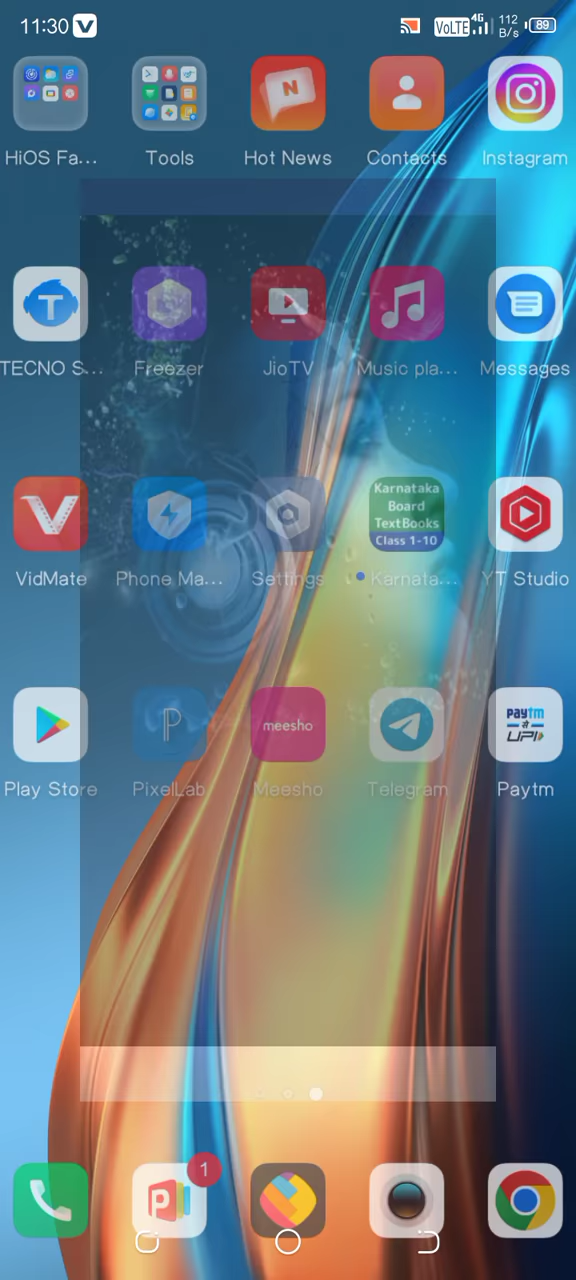 11:30
VoLTE 4G 112 B/s 89
HiOS Fa... Tools Hot News Contacts Instagram
N
T
TECNO S... Freezer JioTV Music pla... Messages
Karnataka
Board
TextBooks
Class 1-10
VidMate Phone Ma... Settings Karnata... YT Studio
P meesho paytm से UPI
Play Store PixelLab Meesho Telegram Paytm
1
P